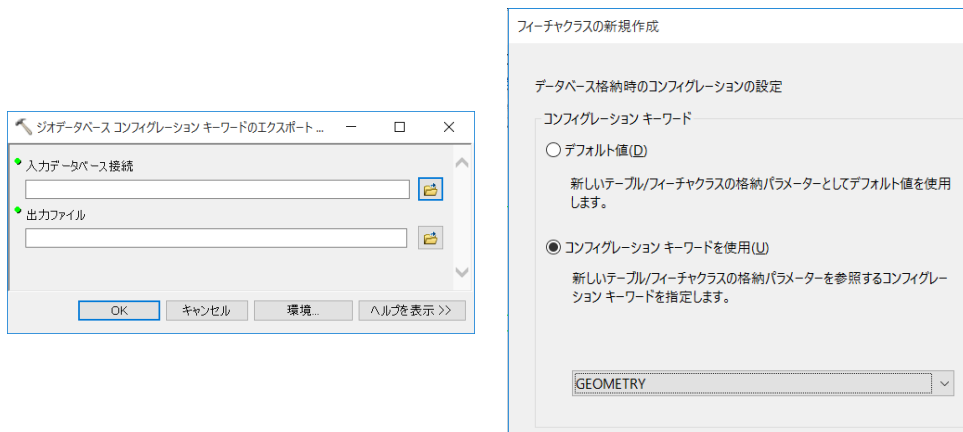 ジオデータベース コンフィグレーション キーワードのエクスポート ...
入力データベース接続
出力ファイル
OK
キャンセル
環境...
ヘルプを表示 >>
フィーチャクラスの新規作成
データベース格納時のコンフィグレーションの設定
コンフィグレーション キーワード
デフォルト値(D)
新しいテーブル/フィーチャクラスの格納パラメーターとしてデフォルト値を使用
します。
コンフィグレーション キーワードを使用(U)
新しいテーブル/フィーチャクラスの格納パラメーターを参照するコンフィグレー
ション キーワードを指定します。
GEOMETRY